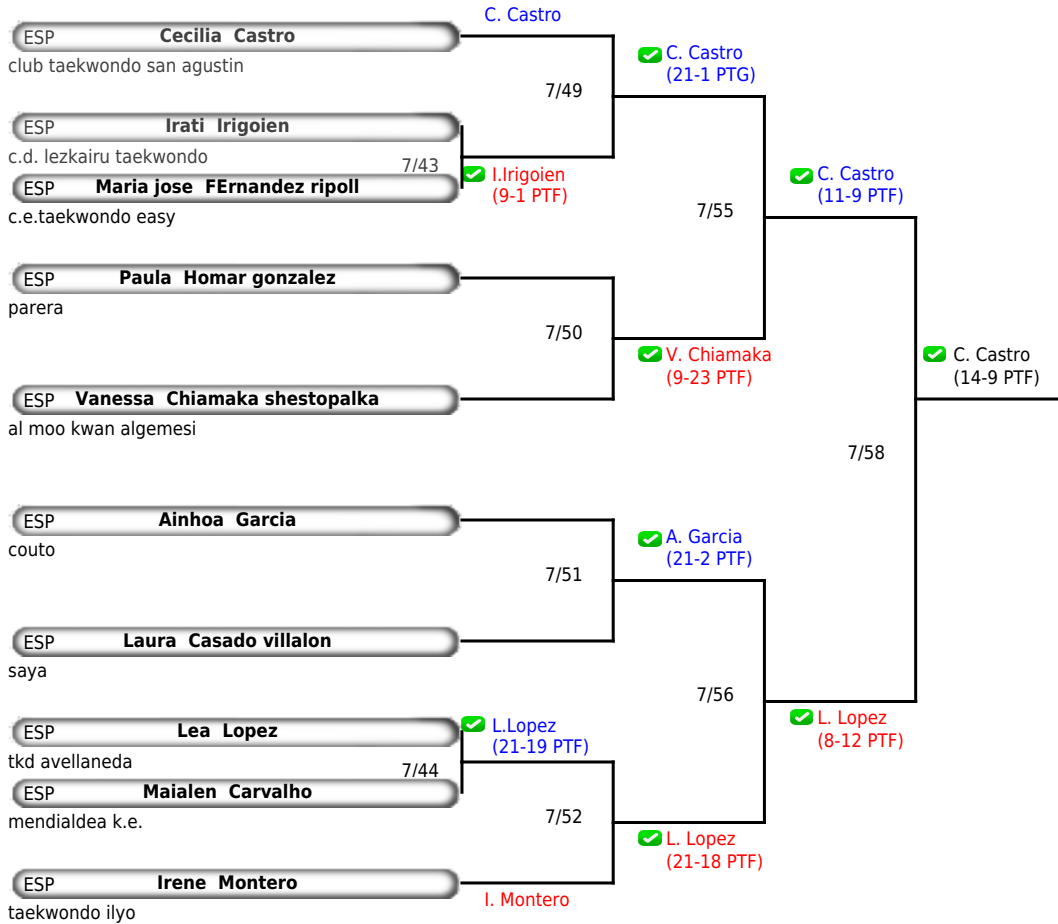 C. Castro
ESP Cecilia Castro
club taekwondo san agustin
C. Castro
(21-1 PTG)
7/49
ESP Irati Irigoien
c.d. lezkairu taekwondo
7/43
I.Irigoien
(9-1 PTF)
ESP Maria jose FErnandez ripoll
c.e.taekwondo easy
C. Castro
(11-9 PTF)
7/55
ESP Paula Homar gonzalez
parera
7/50
V. Chiamaka
(9-23 PTF)
C. Castro
(14-9 PTF)
ESP Vanessa Chiamaka shestopalka
al moo kwan algemesi
7/58
ESP Ainhoa Garcia
couto
A. Garcia
(21-2 PTF)
7/51
ESP Laura Casado villalon
saya
7/56
L. Lopez
(8-12 PTF)
ESP Lea Lopez
tkd avellaneda
L.Lopez
(21-19 PTF)
7/44
ESP Maialen Carvalho
mendialdea k.e.
7/52
L. Lopez
(21-18 PTF)
ESP Irene Montero
I. Montero
taekwondo ilyo